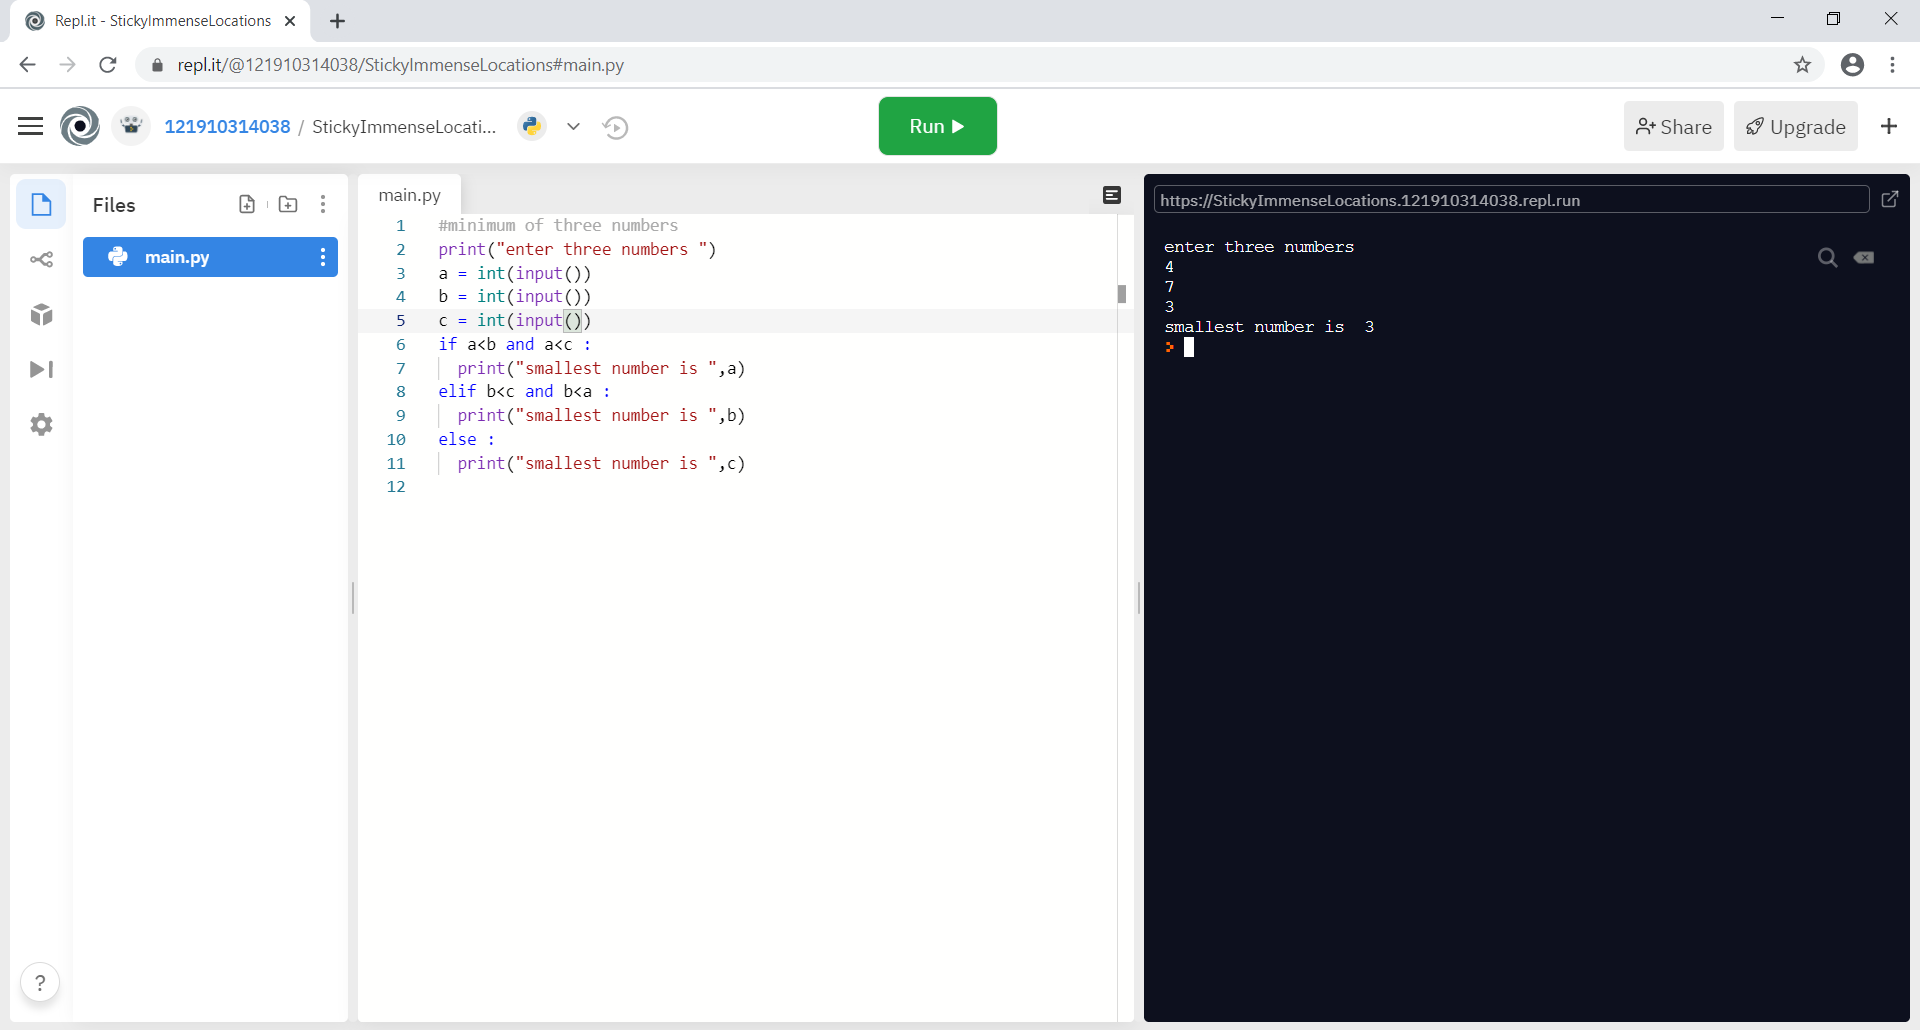 Repl.it - StickyImmenseLocations
repl.it/@121910314038/StickyImmenseLocations#main.py
121910314038 / StickyImmenseLocati...
Run
Share
Upgrade
Files
main.py
main.py
1 #minimum of three numbers
2 print("enter three numbers ")
3 a = int(input())
4 b = int(input())
5 c = int(input())
6 if a<b and a<c :
7 print("smallest number is ",a)
8 elif b<c and b<a :
9 print("smallest number is ",b)
10 else :
11 print("smallest number is ",c)
12
https://StickyImmenseLocations.121910314038.repl.run
enter three numbers
4
7
3
smallest number is  3
>
?